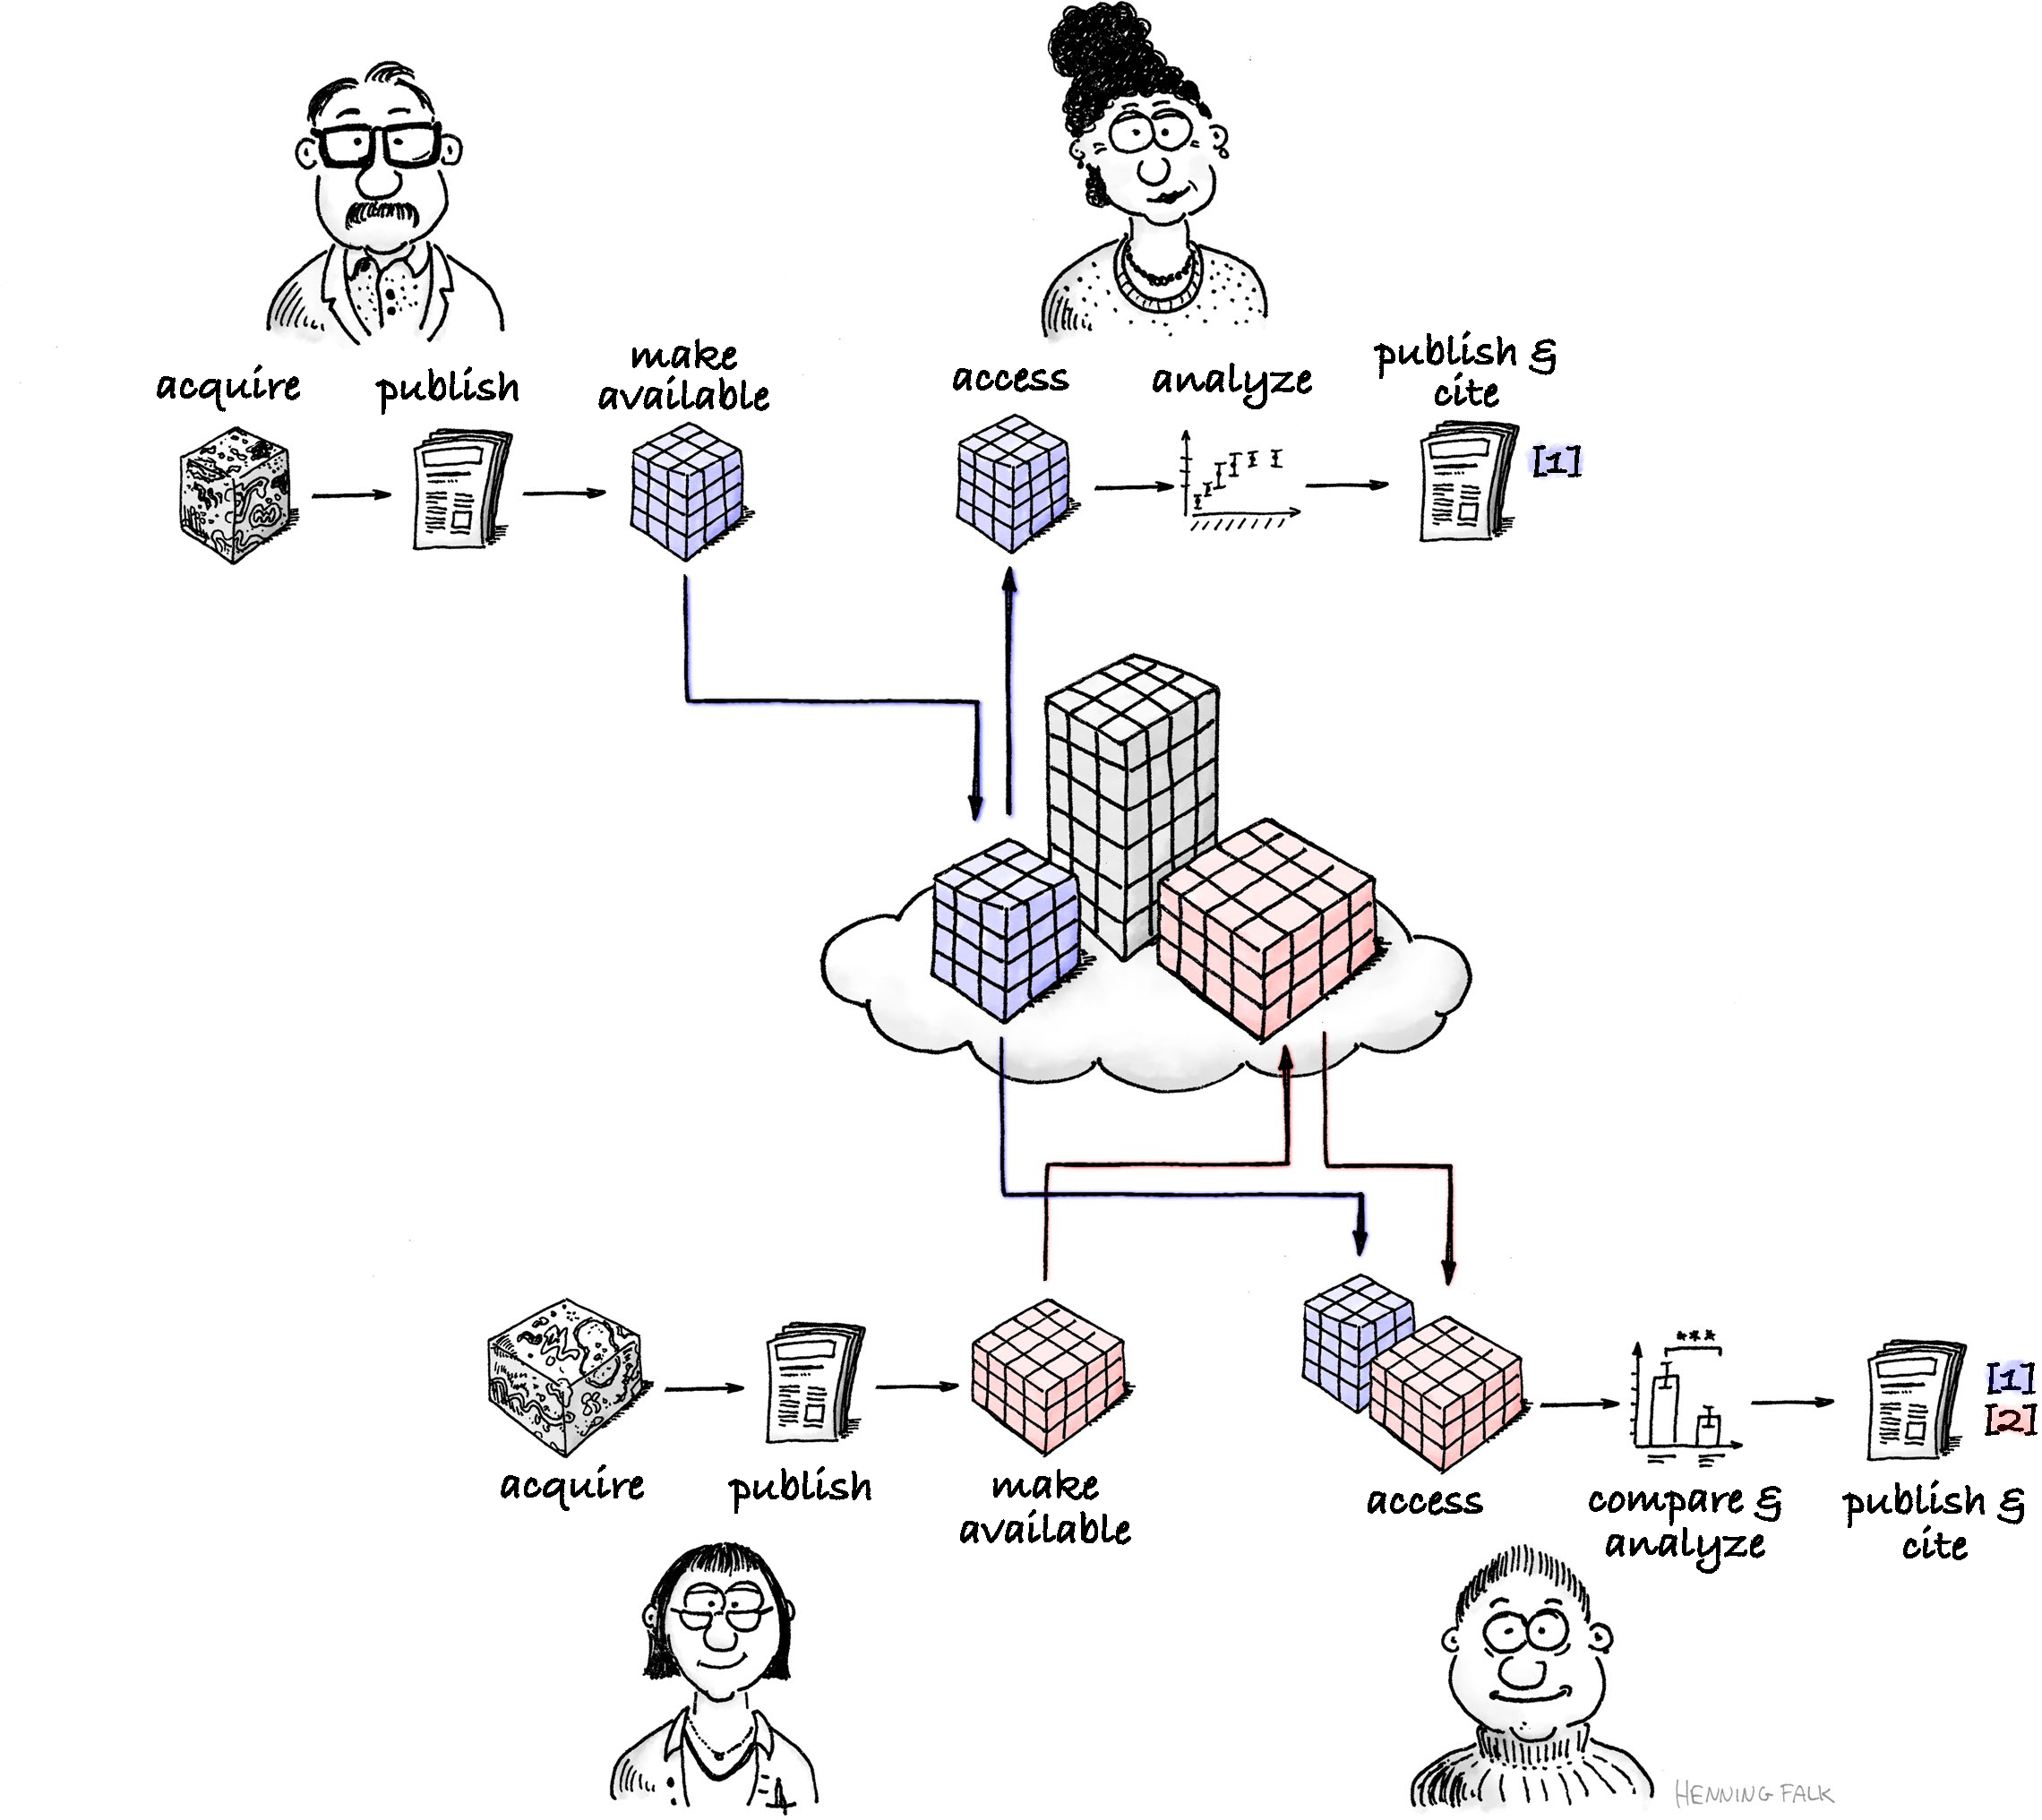 acquire
publish
make
available
access
analyze
publish &
cite
[1]
[1]
[2]
***
acquire
publish
make
available
access
compare &
analyze
publish &
cite
HENNING FALK